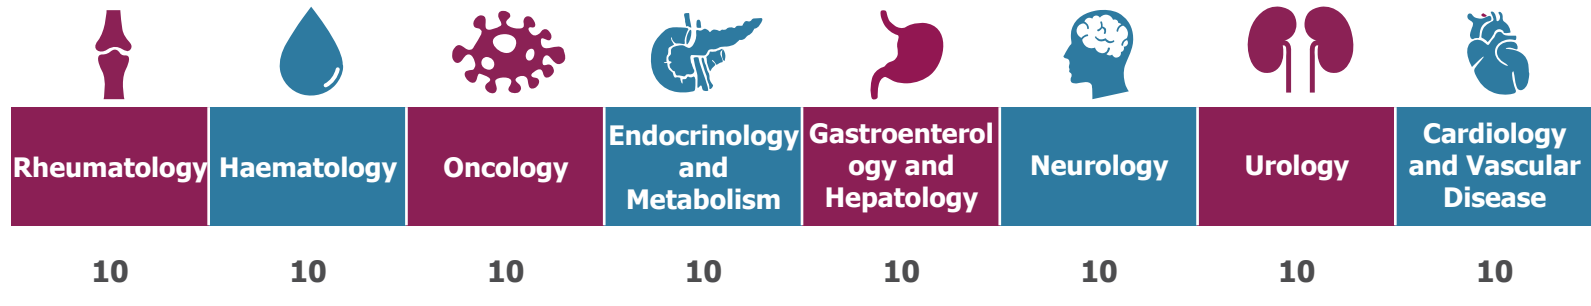 Rheumatology
Haematology
Oncology
Endocrinology
and
Metabolism
Gastroenterol
ogy and
Hepatology
Neurology
Urology
Cardiology
and Vascular
Disease
10 10 10 10 10 10 10 10